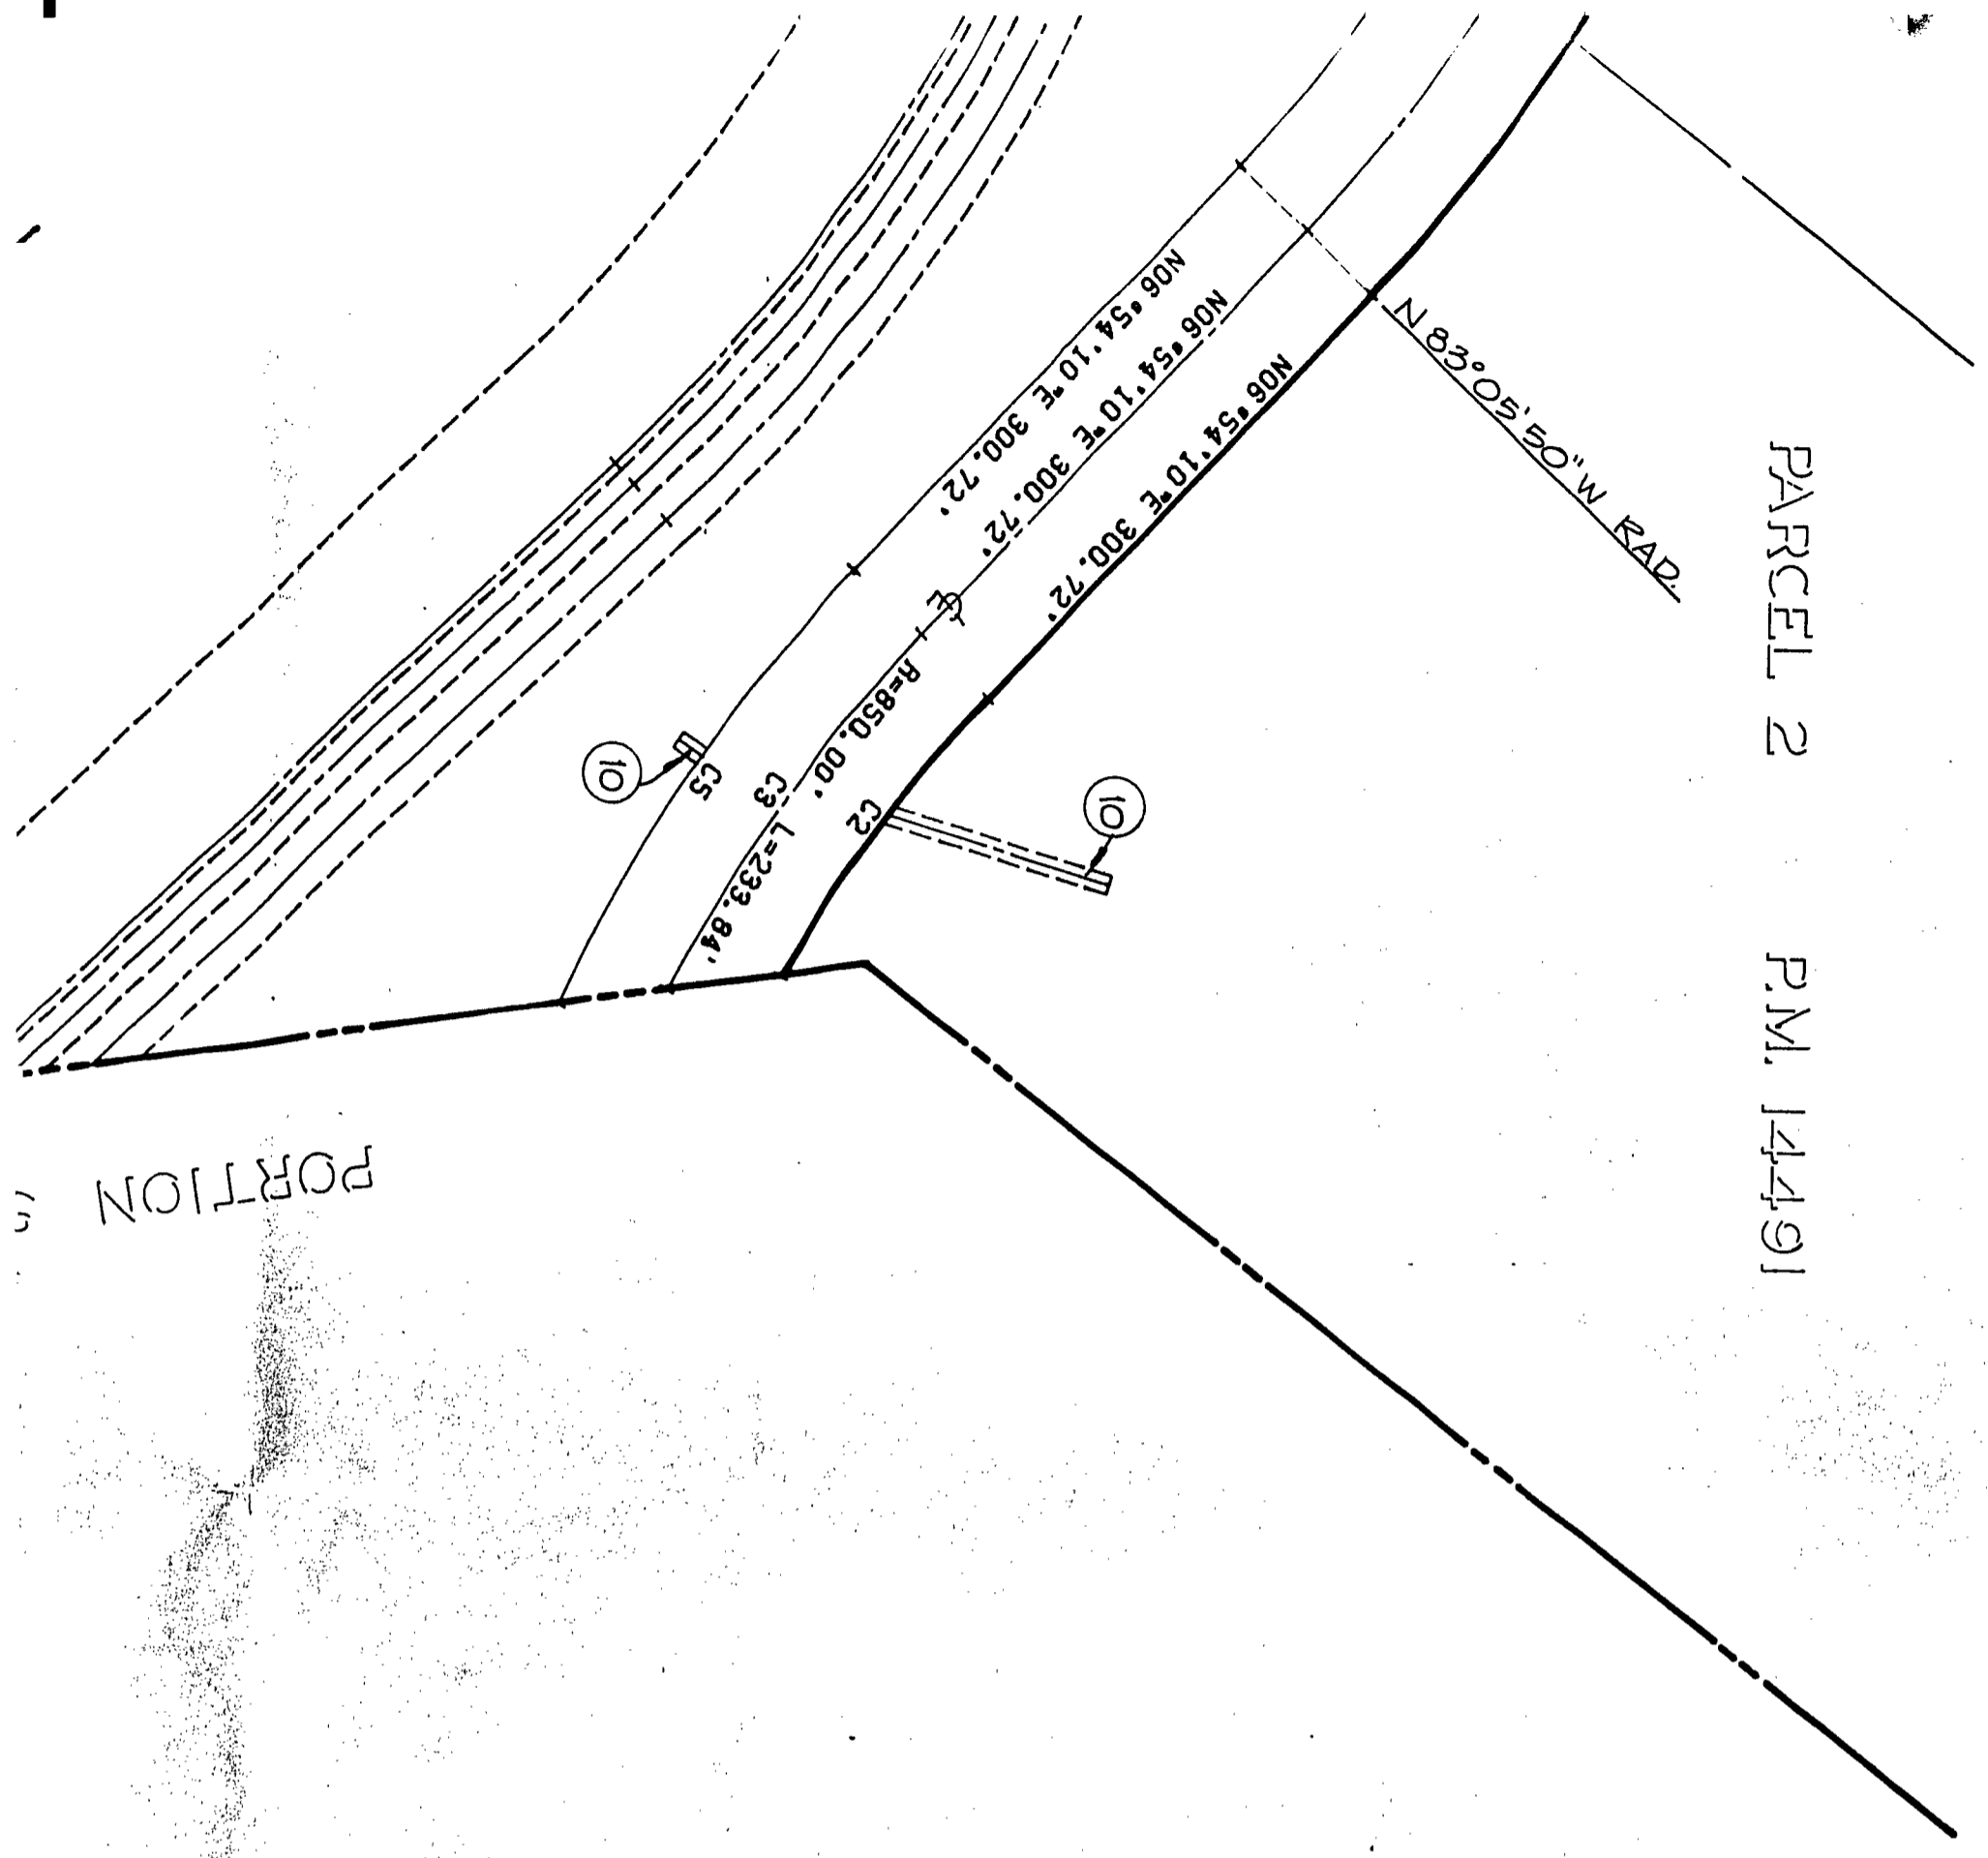 PARCEL 2 P.M. 14491
N 83°05'50"W RAD.
N06°54'10"E 300.72'
N06°54'10"E 300.72'
N06°54'10"E 300.72'
R=850.00'
C3 L=233.84'
C5
C2
10
10
PORTION